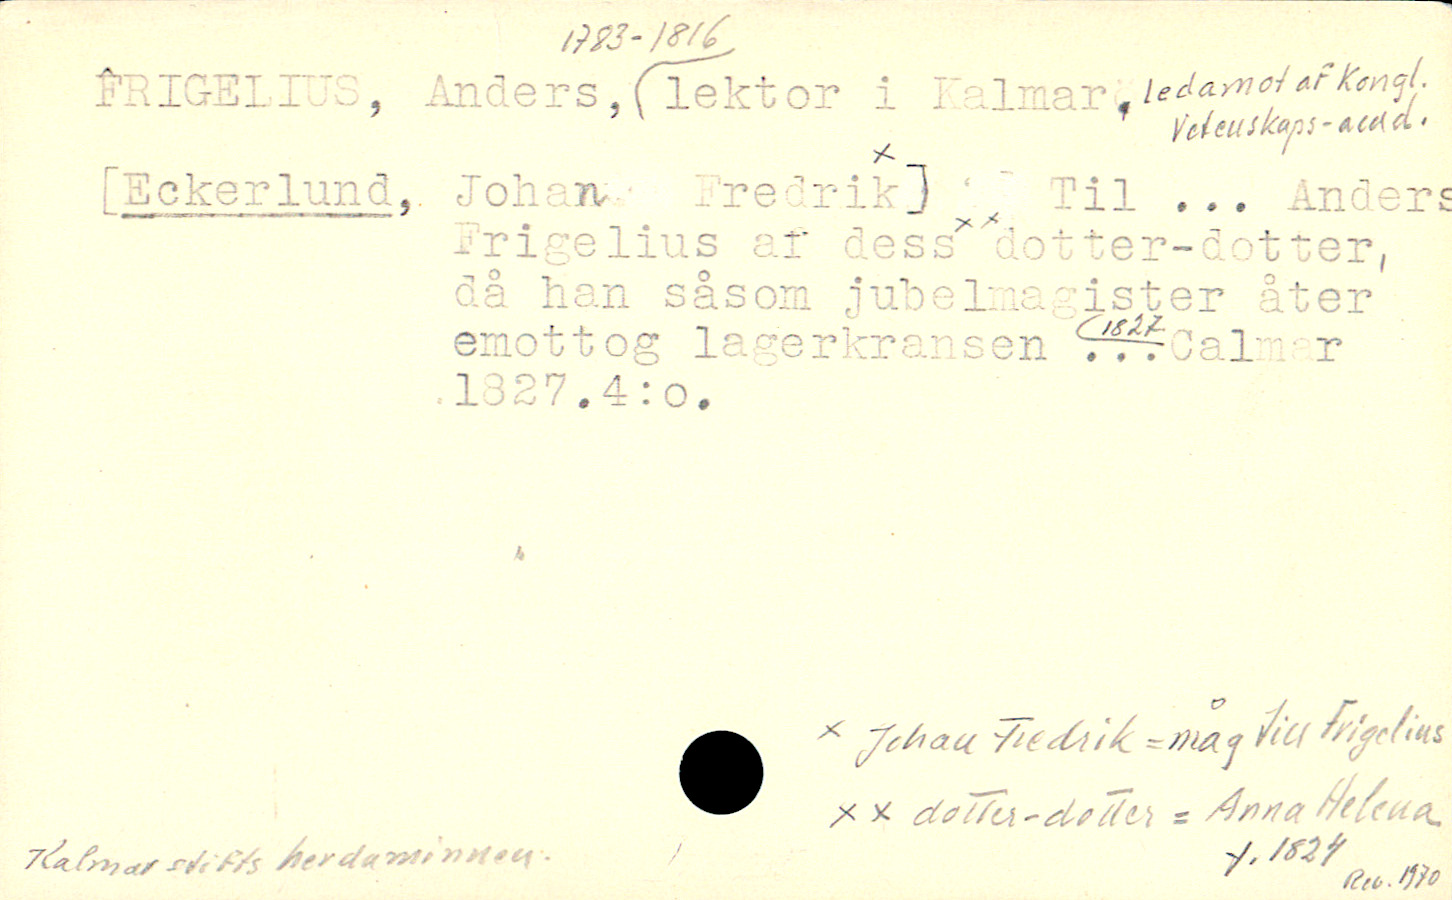 1783-1816
FRIGELIUS, Anders, (lektor i Kalmar, ledamot af Kongl.
Vetenskaps-acad.
[Eckerlund, Johan Fredrik] x Til ... Anders
Frigelius af dess xx dotter-dotter,
då han såsom jubelmagister åter
emottog lagerkransen (1827 ... Calmar
1827.4:o.
x Johan Fredrik = måg till Frigelius
xx dotter-dotter = Anna Helena
f. 1824
Kalmar stifts herdaminnen.
Rev. 1970